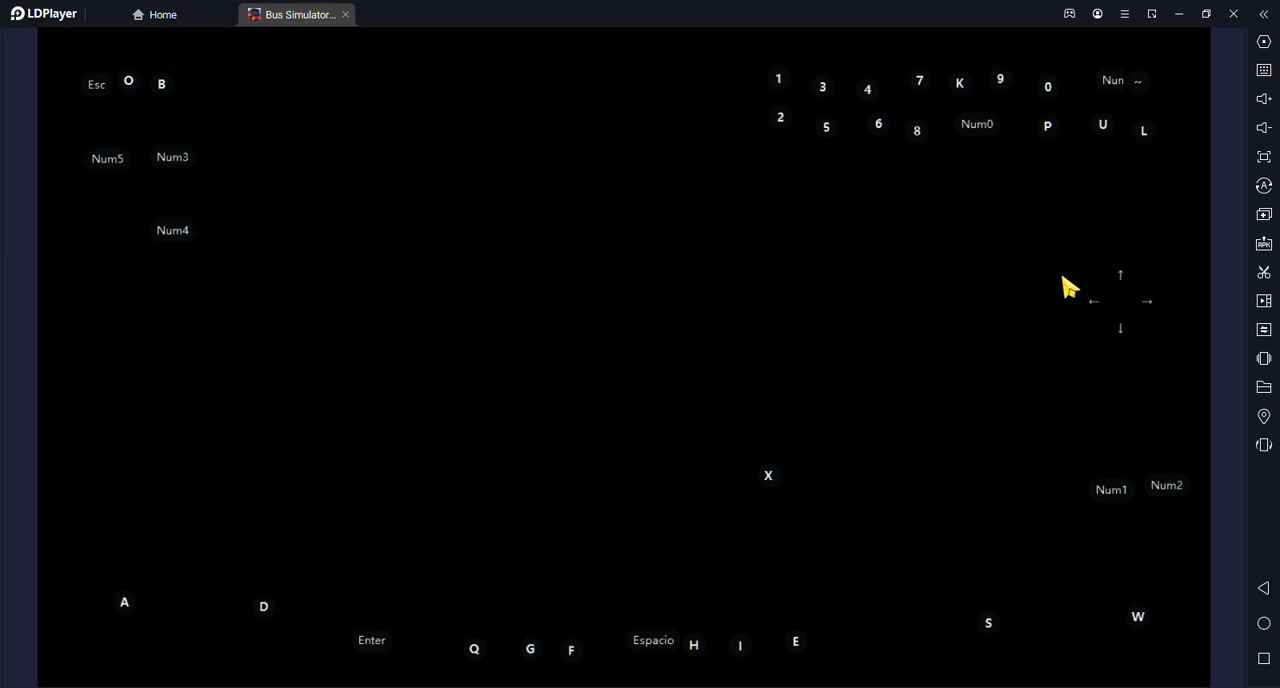 LDPlayer Home Bus Simulator...
Esc O B 1 3 4 7 K 9 0 Nun ~
2 5 6 8 Num0 P U L
Num5 Num3
Num4
↑
← →
↓
X
Num1 Num2
A D
S W
Enter Q G F Espacio H I E